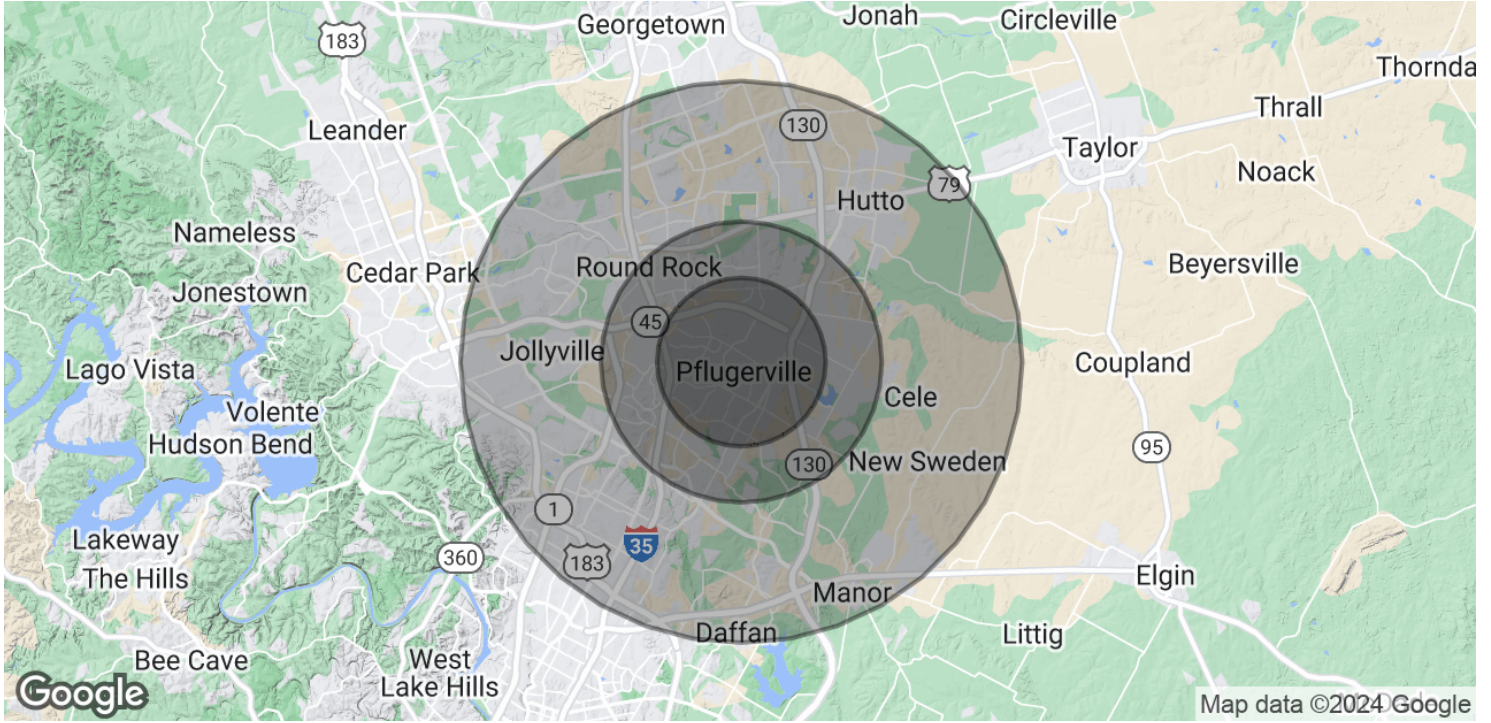 Georgetown
Jonah
Circleville
183
Thornda
Thrall
130
Leander
Taylor
79
Noack
Hutto
Nameless
Round Rock
Beyersville
Cedar Park
Jonestown
45
Jollyville
Pflugerville
Coupland
Lago Vista
Cele
Volente
Hudson Bend
95
130
New Sweden
1
Lakeway
360
183
35
The Hills
Elgin
Manor
Daffan
Littig
Bee Cave
West
Lake Hills
Google
Map data ©2024 Google